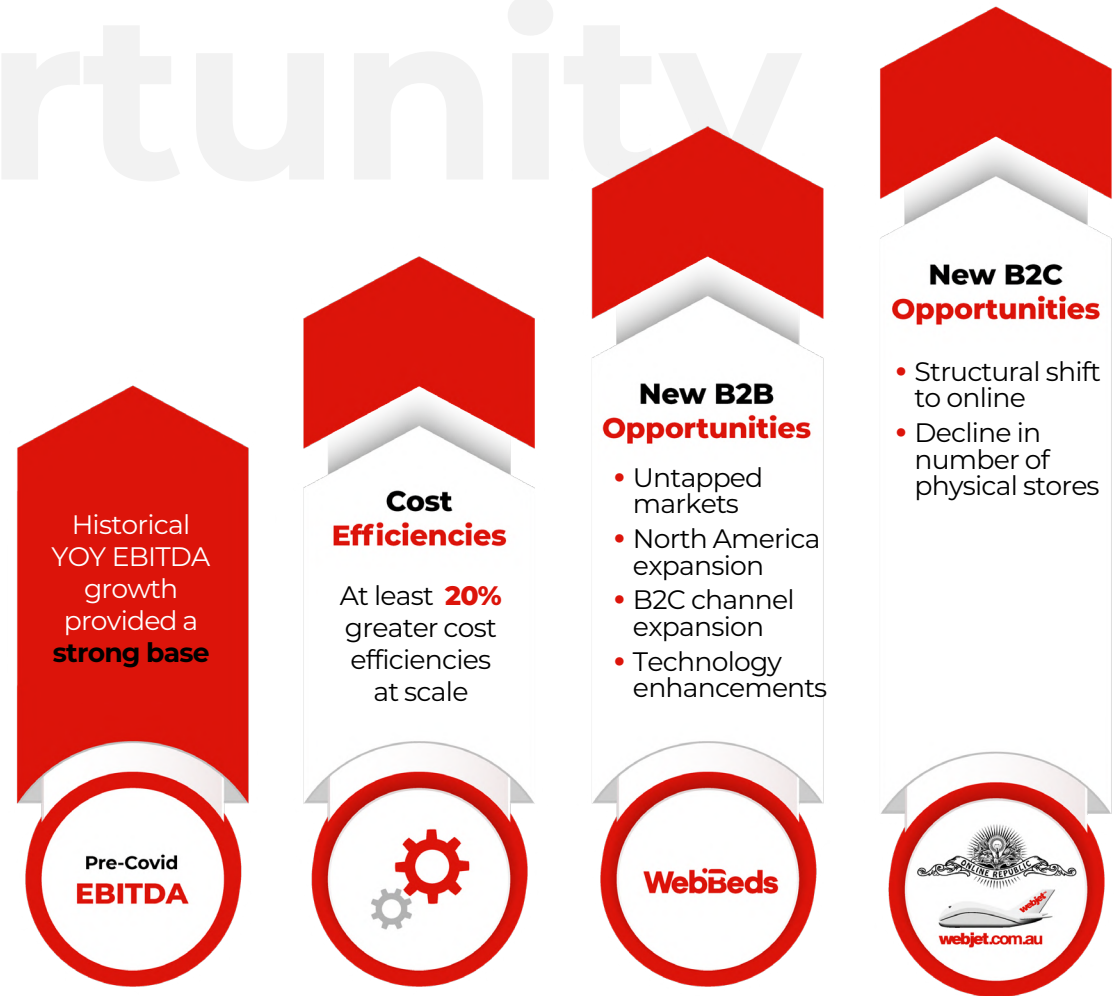 rtunity
Historical
YOY EBITDA
growth
provided a
strong base
Pre-Covid
EBITDA
Cost
Efficiencies
At least 20%
greater cost
efficiencies
at scale
New B2B
Opportunities
• Untapped
markets
• North America
expansion
• B2C channel
expansion
• Technology
enhancements
WebBeds
New B2C
Opportunities
• Structural shift
to online
• Decline in
number of
physical stores
ONLINE REPUBLIC
webjet
webjet.com.au